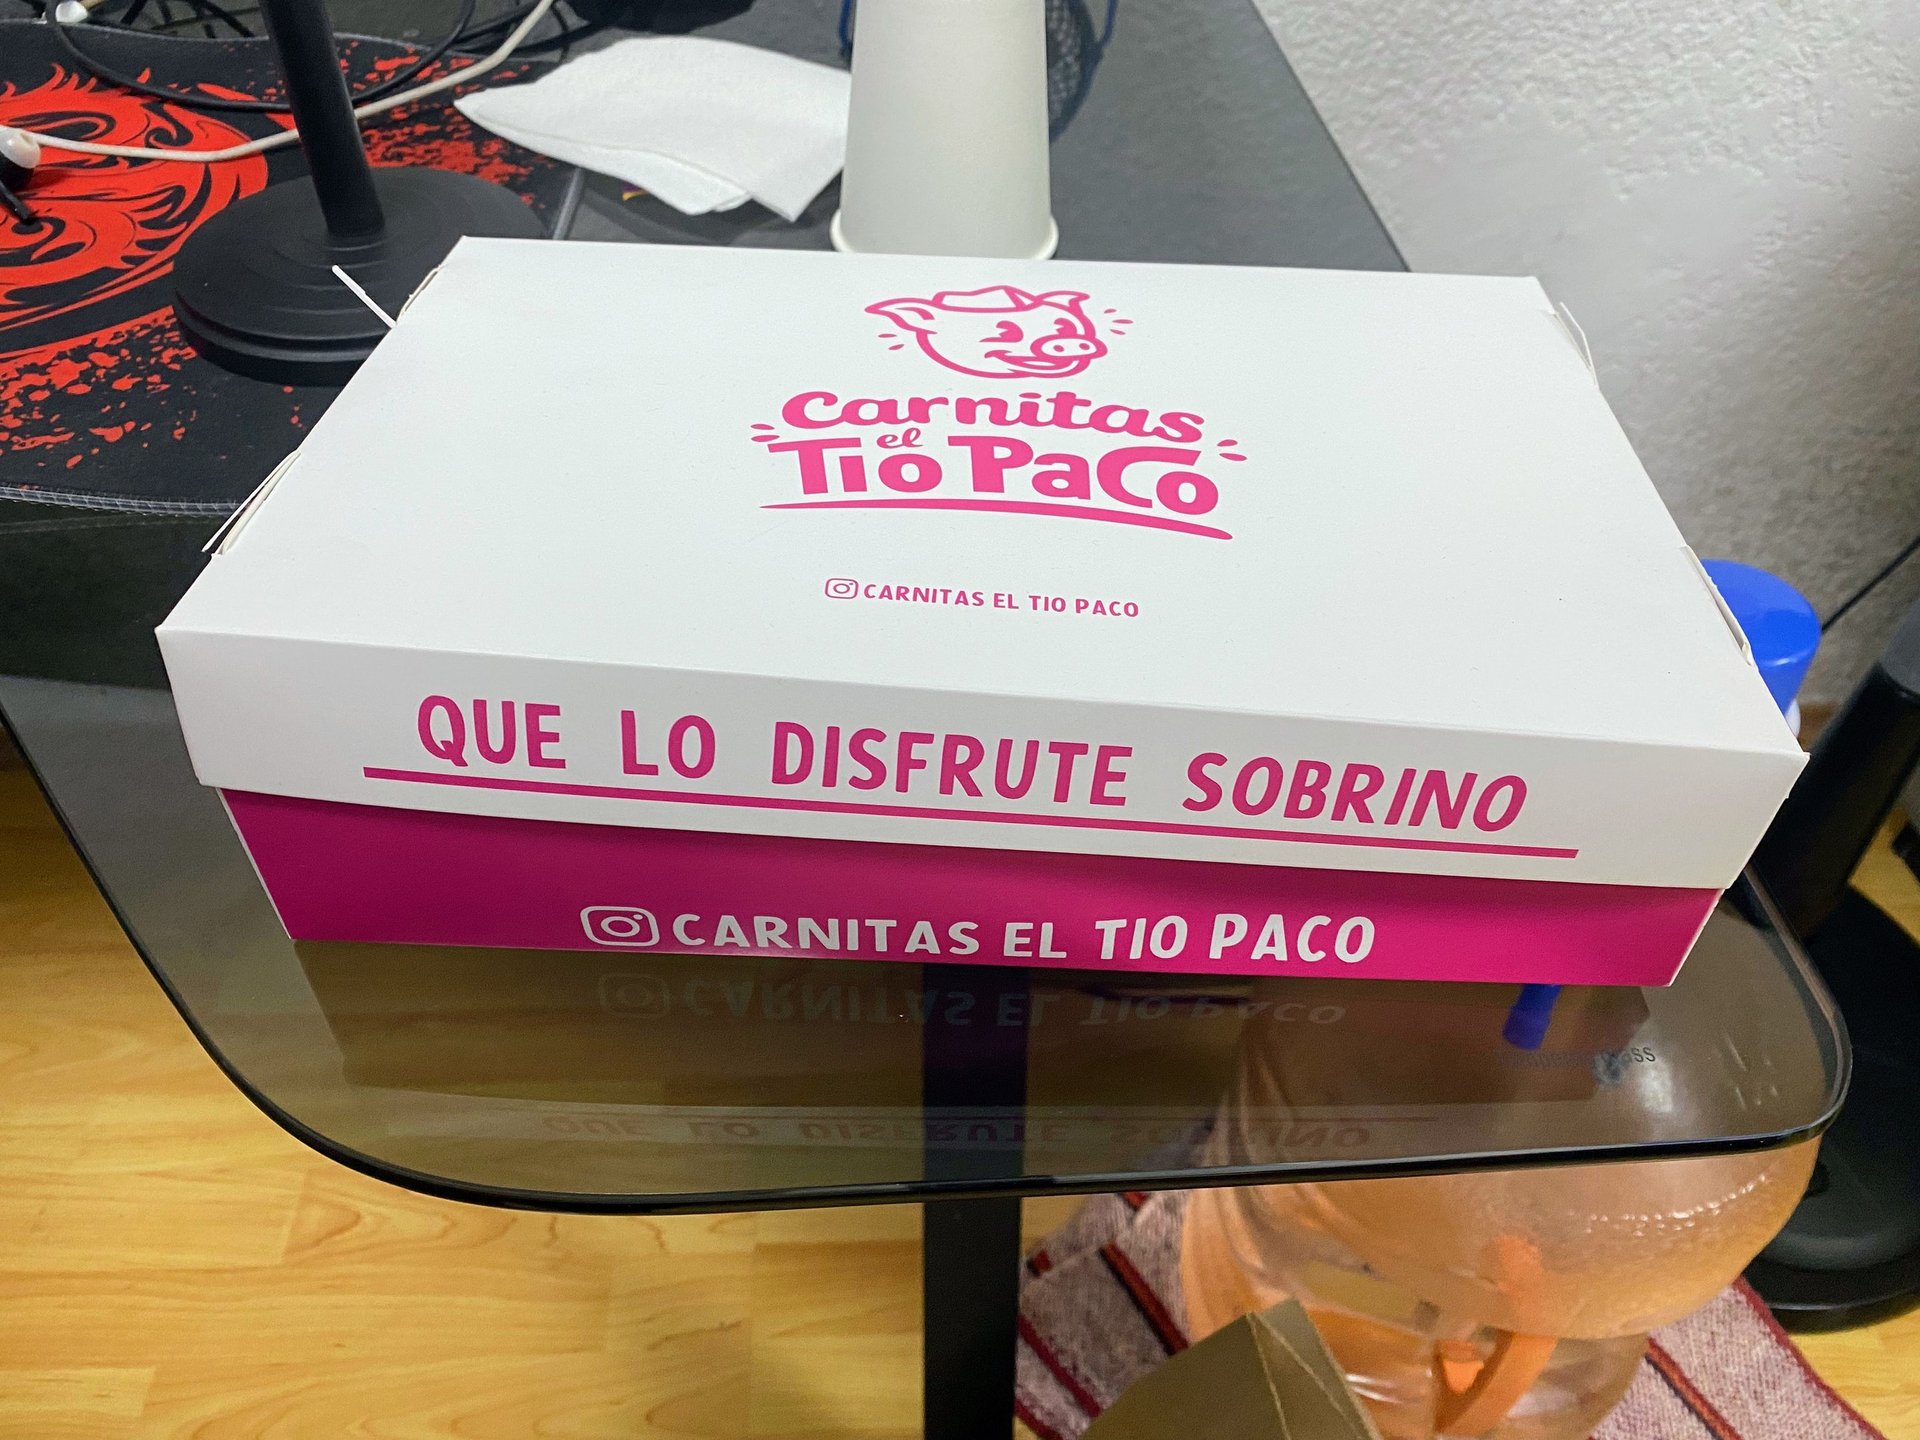 Carnitas
el
Tio Paco
CARNITAS EL TIO PACO
QUE LO DISFRUTE SOBRINO
CARNITAS EL TIO PACO